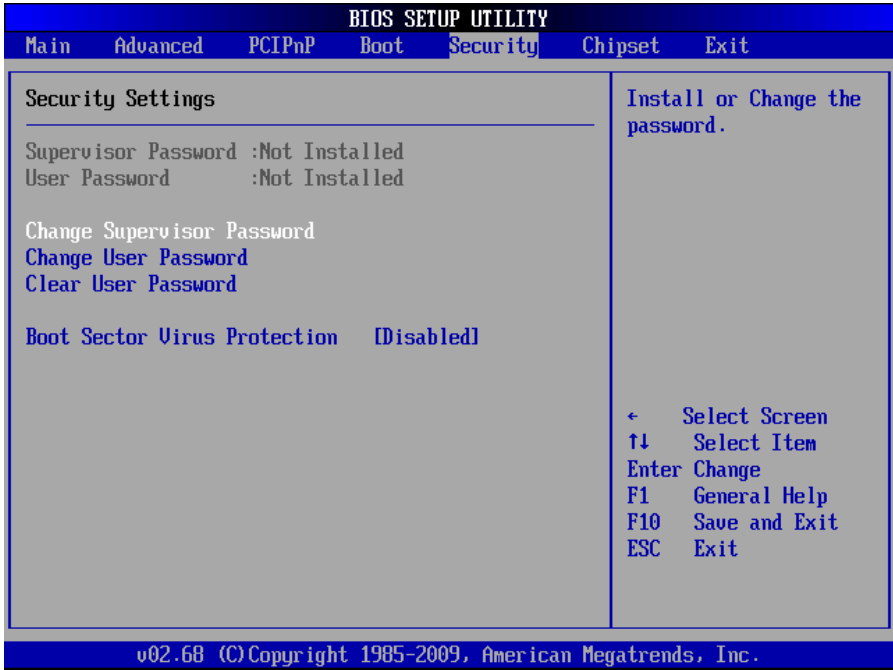 BIOS SETUP UTILITY
Main Advanced PCIPnP Boot Security Chipset Exit
Security Settings
Supervisor Password :Not Installed
User Password :Not Installed
Change Supervisor Password
Change User Password
Clear User Password
Boot Sector Virus Protection [Disabled]
Install or Change the
password.
← Select Screen
↑↓ Select Item
Enter Change
F1 General Help
F10 Save and Exit
ESC Exit
v02.68 (C)Copyright 1985-2009, American Megatrends, Inc.